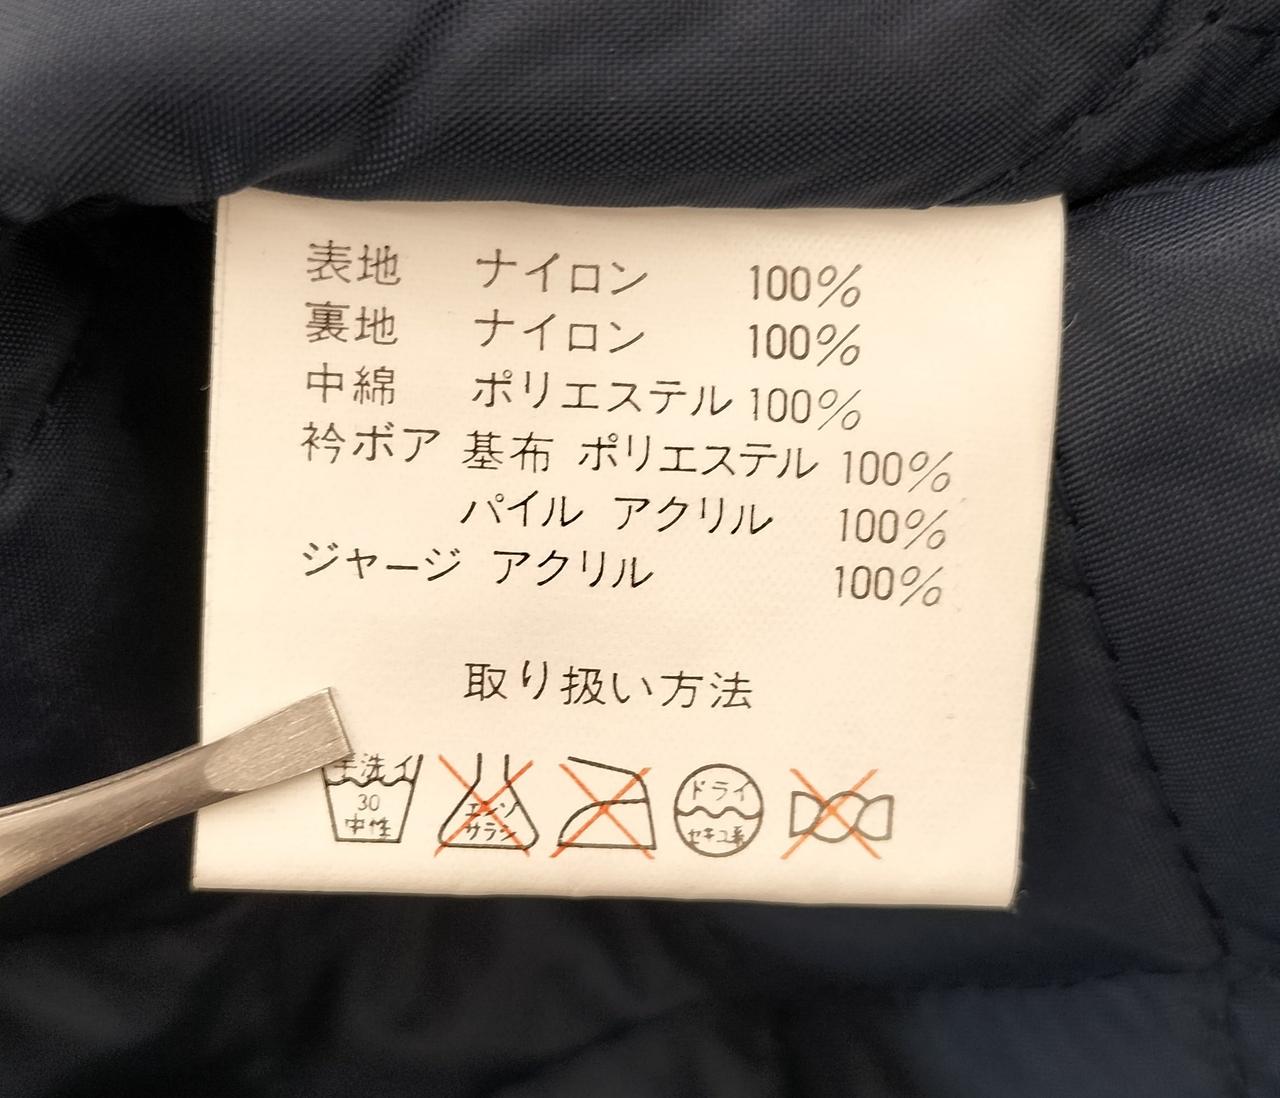 表地 ナイロン 100%
裏地 ナイロン 100%
中綿 ポリエステル 100%
衿ボア 基布 ポリエステル 100%
パイル アクリル 100%
ジャージ アクリル 100%
取り扱い方法
手洗イ
30
中性
エンソ
サラシ
ドライ
セキユ系